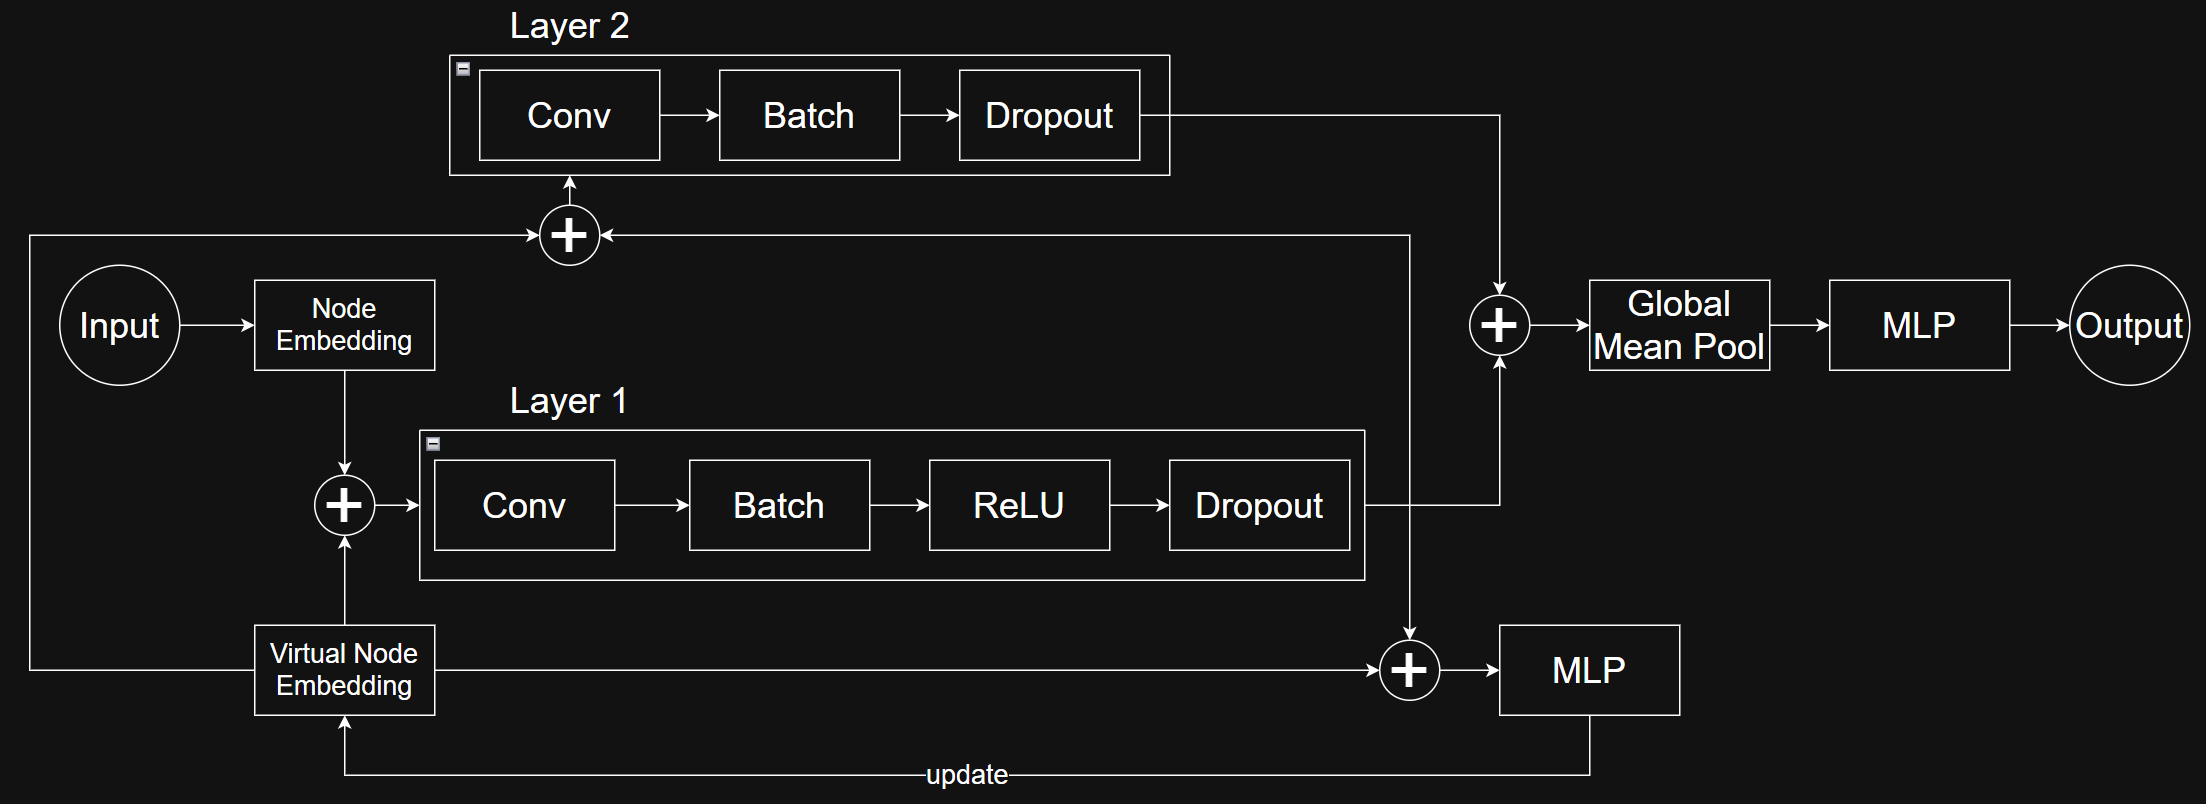 Layer 2
Conv
Batch
Dropout
Input
Node
Embedding
Global
Mean Pool
MLP
Output
Layer 1
Conv
Batch
ReLU
Dropout
Virtual Node
Embedding
MLP
update